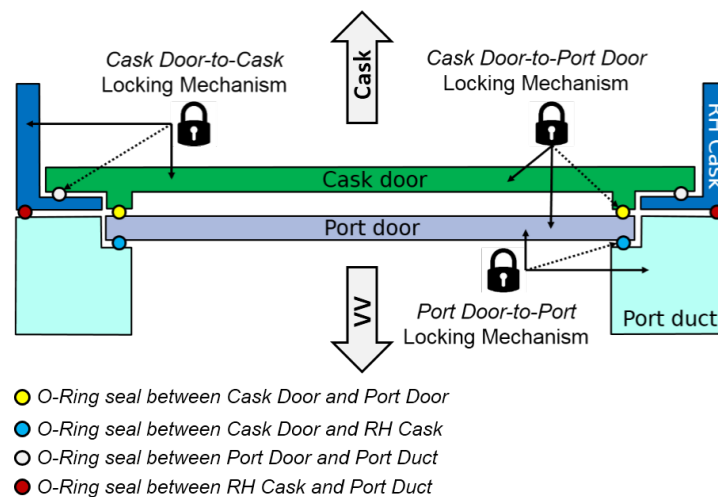 Cask Door-to-Cask
Locking Mechanism
Cask
Cask Door-to-Port Door
Locking Mechanism
RH Cask
Cask door
Port door
VV
Port Door-to-Port
Locking Mechanism
Port duct
O-Ring seal between Cask Door and Port Door
O-Ring seal between Cask Door and RH Cask
O-Ring seal between Port Door and Port Duct
O-Ring seal between RH Cask and Port Duct